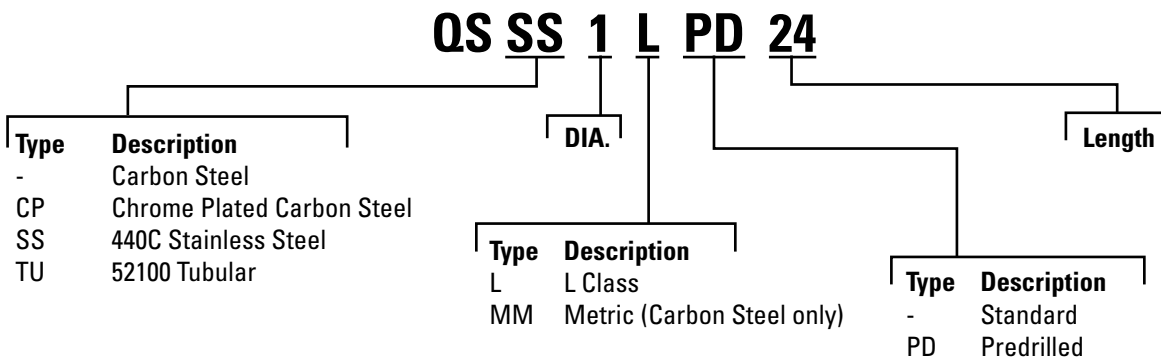 QS SS 1 L PD 24
Type Description
- Carbon Steel
CP Chrome Plated Carbon Steel
SS 440C Stainless Steel
TU 52100 Tubular
DIA.
Type Description
L L Class
MM Metric (Carbon Steel only)
Length
Type Description
- Standard
PD Predrilled